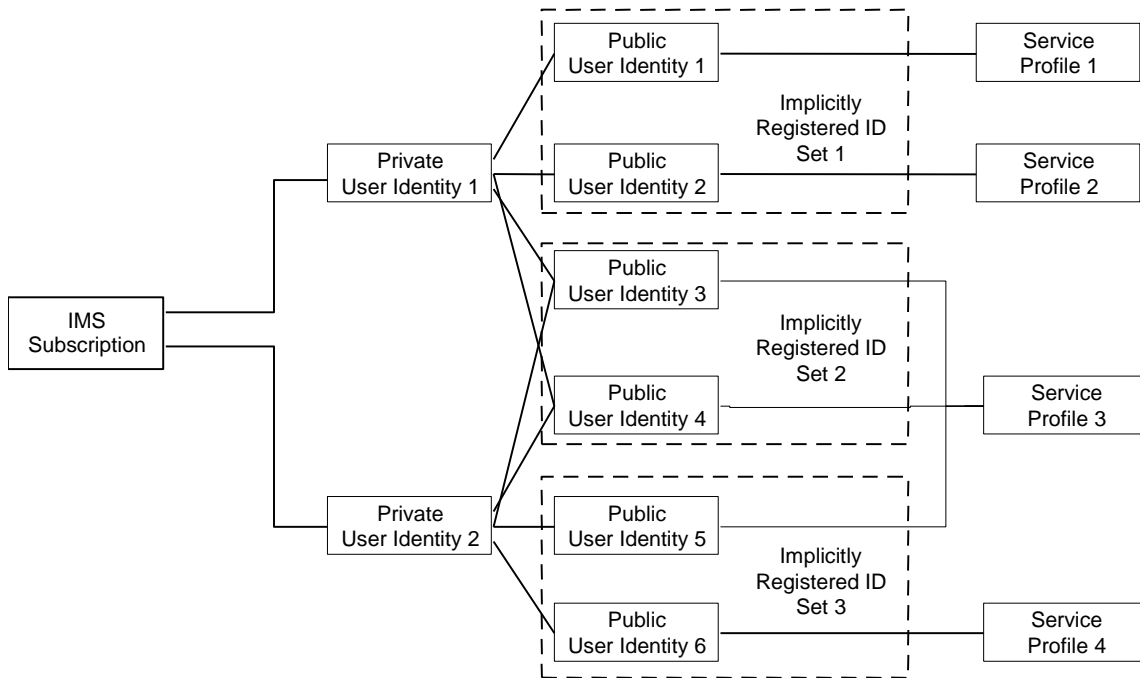 IMS
Subscription
Private
User Identity 1
Private
User Identity 2
Public
User Identity 1
Public
User Identity 2
Implicitly
Registered ID
Set 1
Public
User Identity 3
Public
User Identity 4
Implicitly
Registered ID
Set 2
Public
User Identity 5
Public
User Identity 6
Implicitly
Registered ID
Set 3
Service
Profile 1
Service
Profile 2
Service
Profile 3
Service
Profile 4